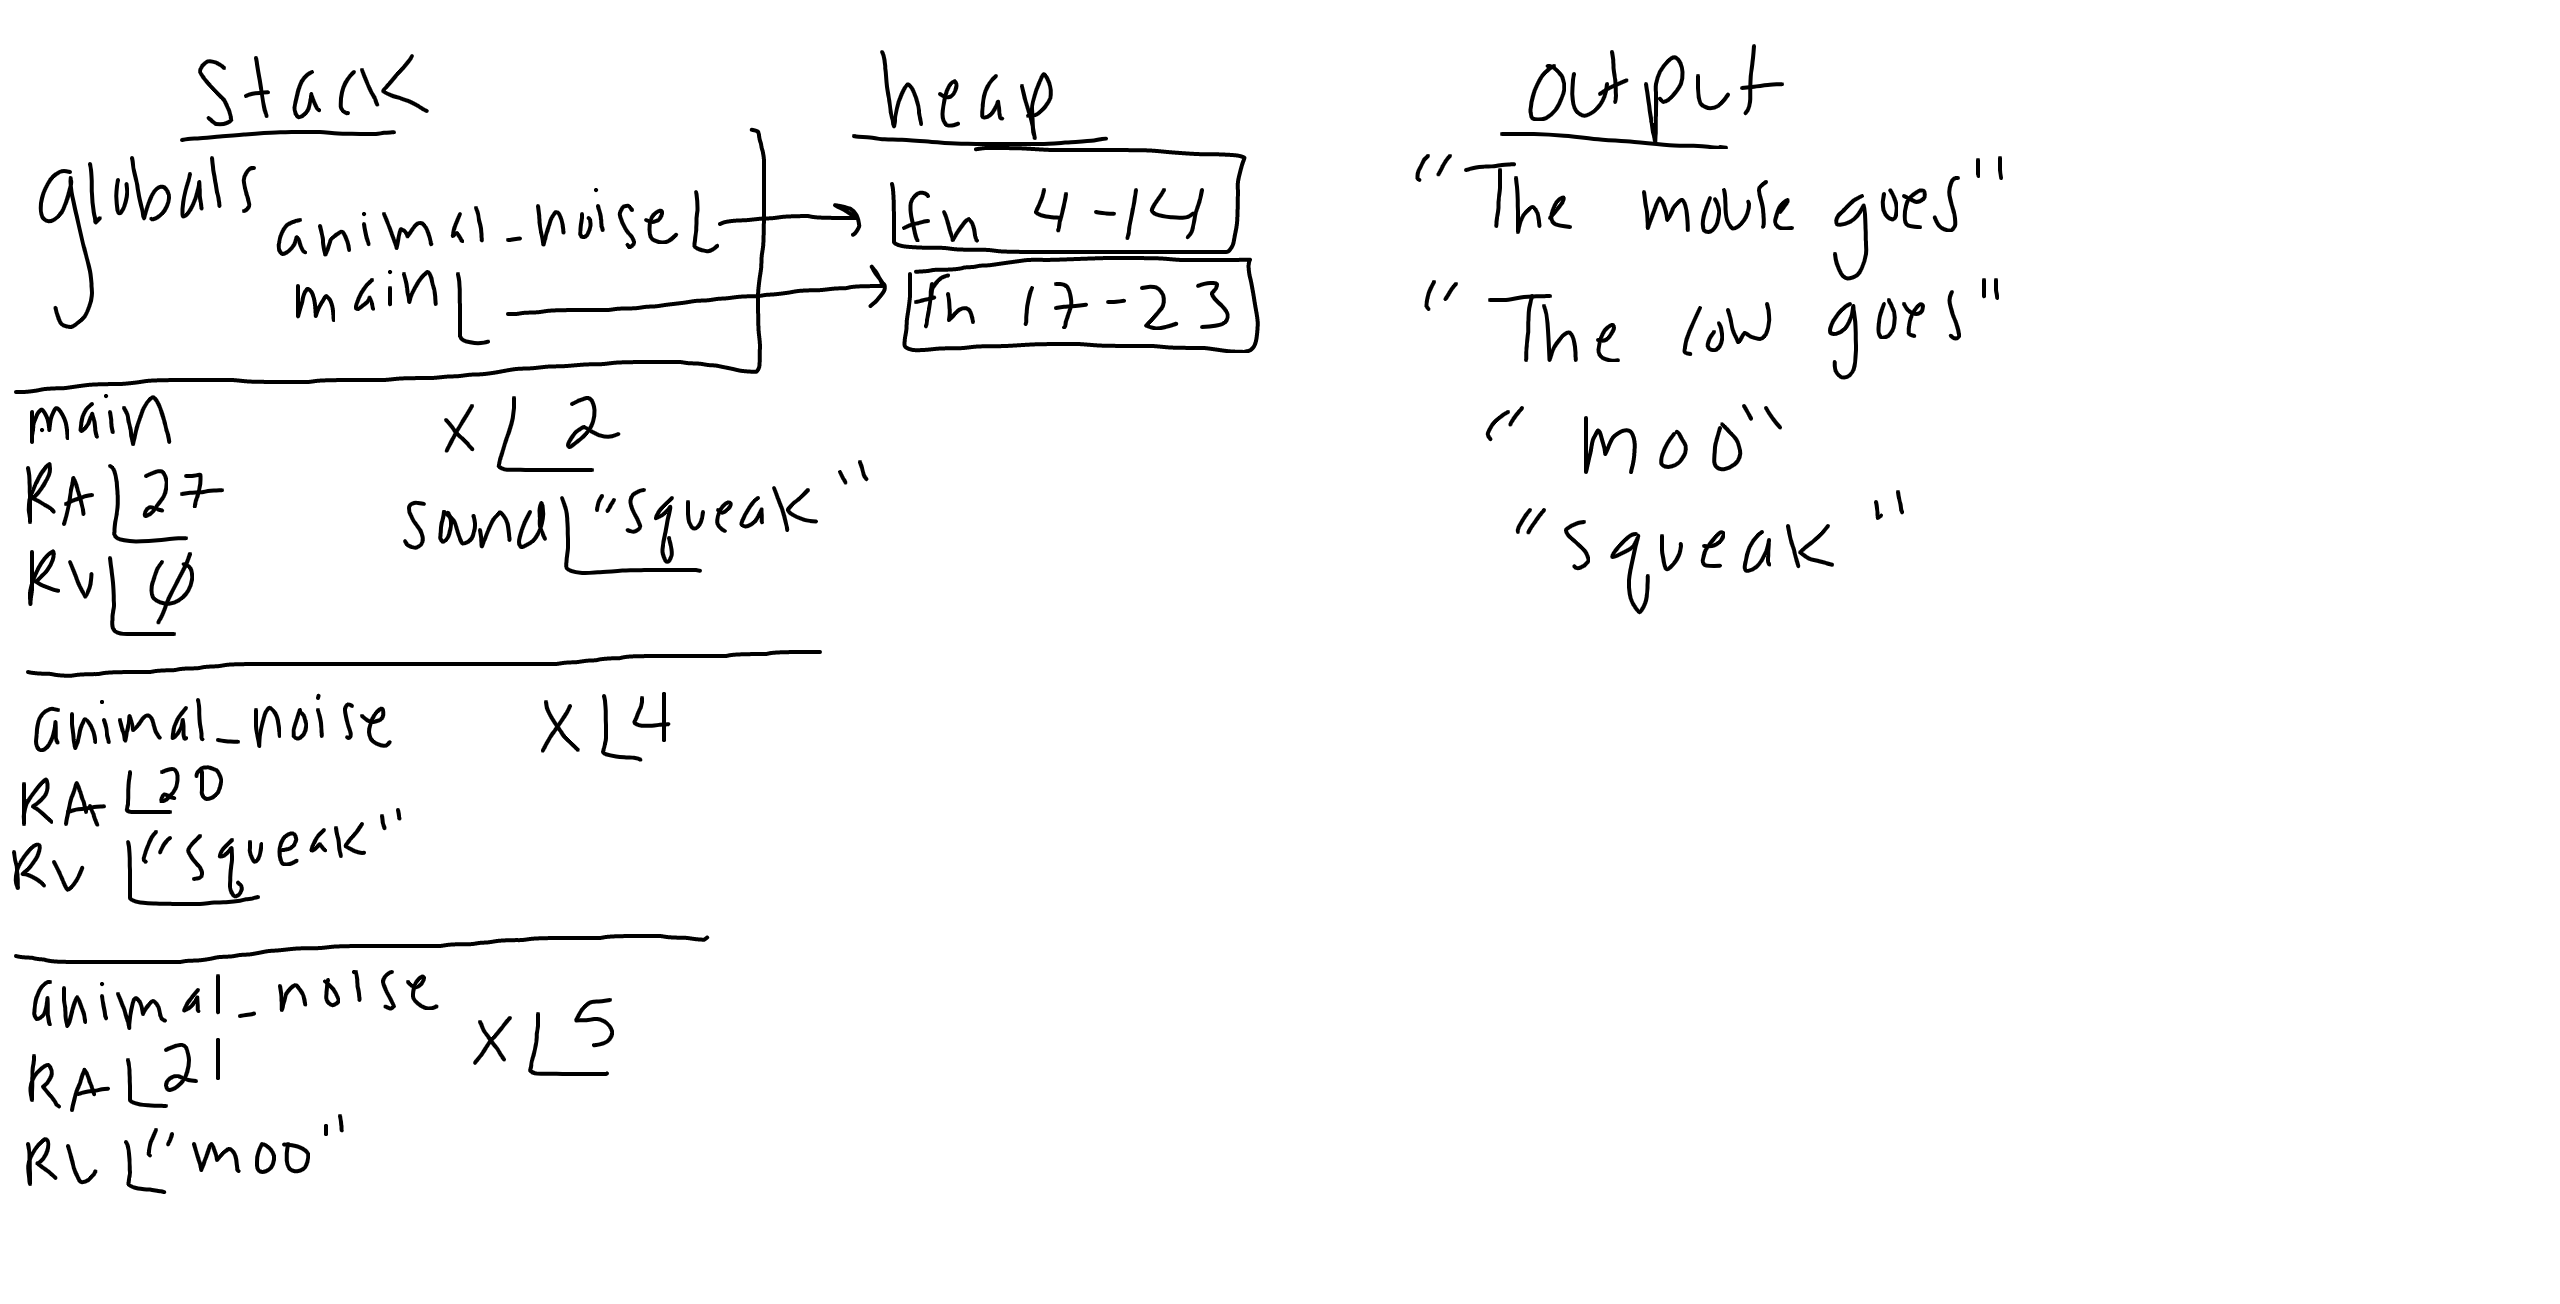 Stack
globals
animal_noise
main
main
RA 27
RV ϕ
x 2
sound "squeak"
animal_noise
RA 20
RV "squeak"
x 4
animal_noise
RA 21
RV "moo"
x 5
heap
fn 4-14
fn 17-23
output
"The mouse goes"
"The cow goes"
"moo"
"squeak"